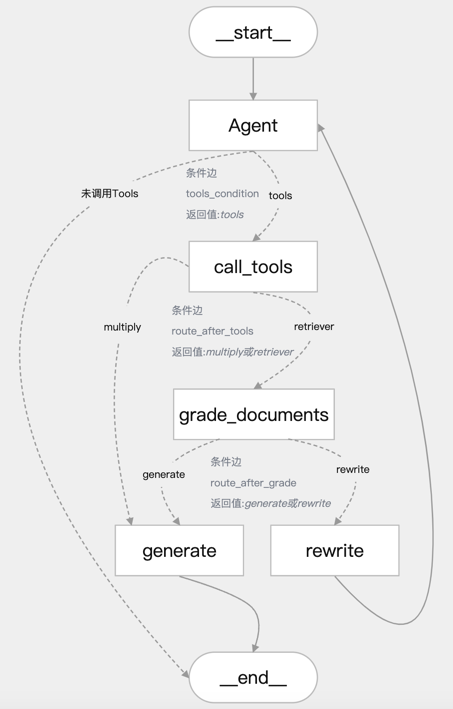 __start__
Agent
条件边
未调用Tools
tools_condition
tools
返回值:tools
call_tools
条件边
multiply
route_after_tools
retriever
返回值:multiply或retriever
grade_documents
条件边
generate
rewrite
route_after_grade
返回值:generate或rewrite
generate
rewrite
__end__